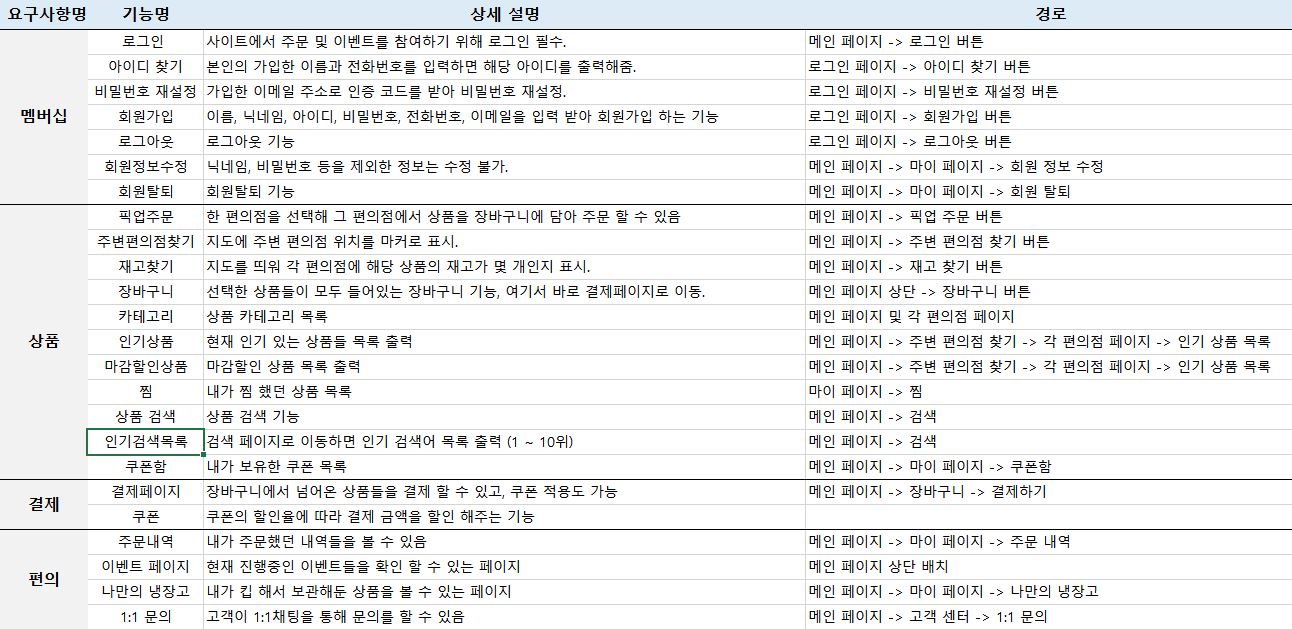 요구사항명 기능명 상세 설명 경로
멤버십
로그인 사이트에서 주문 및 이벤트를 참여하기 위해 로그인 필수. 메인 페이지 -> 로그인 버튼
아이디 찾기 본인의 가입한 이름과 전화번호를 입력하면 해당 아이디를 출력해줌. 로그인 페이지 -> 아이디 찾기 버튼
비밀번호 재설정 가입한 이메일 주소로 인증 코드를 받아 비밀번호 재설정. 로그인 페이지 -> 비밀번호 재설정 버튼
회원가입 이름, 닉네임, 아이디, 비밀번호, 전화번호, 이메일을 입력 받아 회원가입 하는 기능 로그인 페이지 -> 회원가입 버튼
로그아웃 로그아웃 기능 로그인 페이지 -> 로그아웃 버튼
회원정보수정 닉네임, 비밀번호 등을 제외한 정보는 수정 불가. 메인 페이지 -> 마이 페이지 -> 회원 정보 수정
회원탈퇴 회원탈퇴 기능 메인 페이지 -> 마이 페이지 -> 회원 탈퇴
상품
픽업주문 한 편의점을 선택해 그 편의점에서 상품을 장바구니에 담아 주문 할 수 있음 메인 페이지 -> 픽업 주문 버튼
주변편의점찾기 지도에 주변 편의점 위치를 마커로 표시. 메인 페이지 -> 주변 편의점 찾기 버튼
재고찾기 지도를 띄워 각 편의점에 해당 상품의 재고가 몇 개인지 표시. 메인 페이지 -> 재고 찾기 버튼
장바구니 선택한 상품들이 모두 들어있는 장바구니 기능, 여기서 바로 결제페이지로 이동. 메인 페이지 상단 -> 장바구니 버튼
카테고리 상품 카테고리 목록 메인 페이지 및 각 편의점 페이지
인기상품 현재 인기 있는 상품들 목록 출력 메인 페이지 -> 주변 편의점 찾기 -> 각 편의점 페이지 -> 인기 상품 목록
마감할인상품 마감할인 상품 목록 출력 메인 페이지 -> 주변 편의점 찾기 -> 각 편의점 페이지 -> 인기 상품 목록
찜 내가 찜 했던 상품 목록 마이 페이지 -> 찜
상품 검색 상품 검색 기능 메인 페이지 -> 검색
인기검색목록 검색 페이지로 이동하면 인기 검색어 목록 출력 (1 ~ 10위) 메인 페이지 -> 검색
쿠폰함 내가 보유한 쿠폰 목록 메인 페이지 -> 마이 페이지 -> 쿠폰함
결제
결제페이지 장바구니에서 넘어온 상품들을 결제 할 수 있고, 쿠폰 적용도 가능 메인 페이지 -> 장바구니 -> 결제하기
쿠폰 쿠폰의 할인율에 따라 결제 금액을 할인 해주는 기능
편의
주문내역 내가 주문했던 내역들을 볼 수 있음 메인 페이지 -> 마이 페이지 -> 주문 내역
이벤트 페이지 현재 진행중인 이벤트들을 확인 할 수 있는 페이지 메인 페이지 상단 배치
나만의 냉장고 내가 킵 해서 보관해둔 상품을 볼 수 있는 페이지 메인 페이지 -> 마이 페이지 -> 나만의 냉장고
1:1 문의 고객이 1:1채팅을 통해 문의를 할 수 있음 메인 페이지 -> 고객 센터 -> 1:1 문의